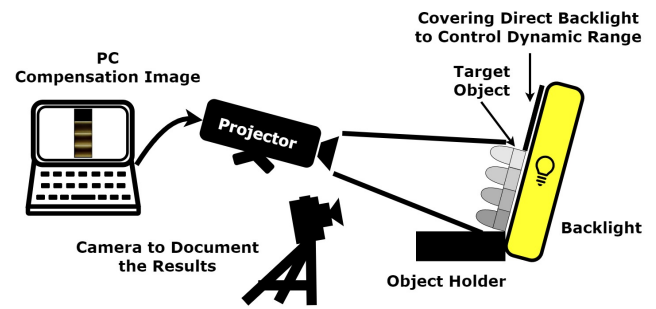 Covering Direct Backlight
to Control Dynamic Range
PC
Compensation Image
Target
Object
Projector
Backlight
Camera to Document
the Results
Object Holder